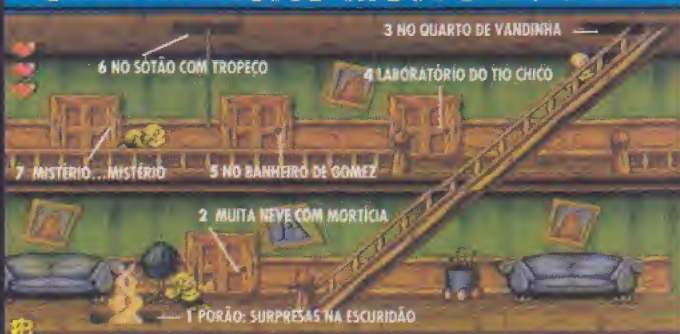 3 NO QUARTO DE VANDINHA
6 NO SOTÃO COM TROPEÇO
4 LABORATÓRIO DO TIO CHICO
7 MISTÉRIO...MISTÉRIO
5 NO BANHEIRO DE GOMEZ
2 MUITA NEVE COM MORTÍCIA
1 PORÃO: SURPRESAS NA ESCURIDÃO